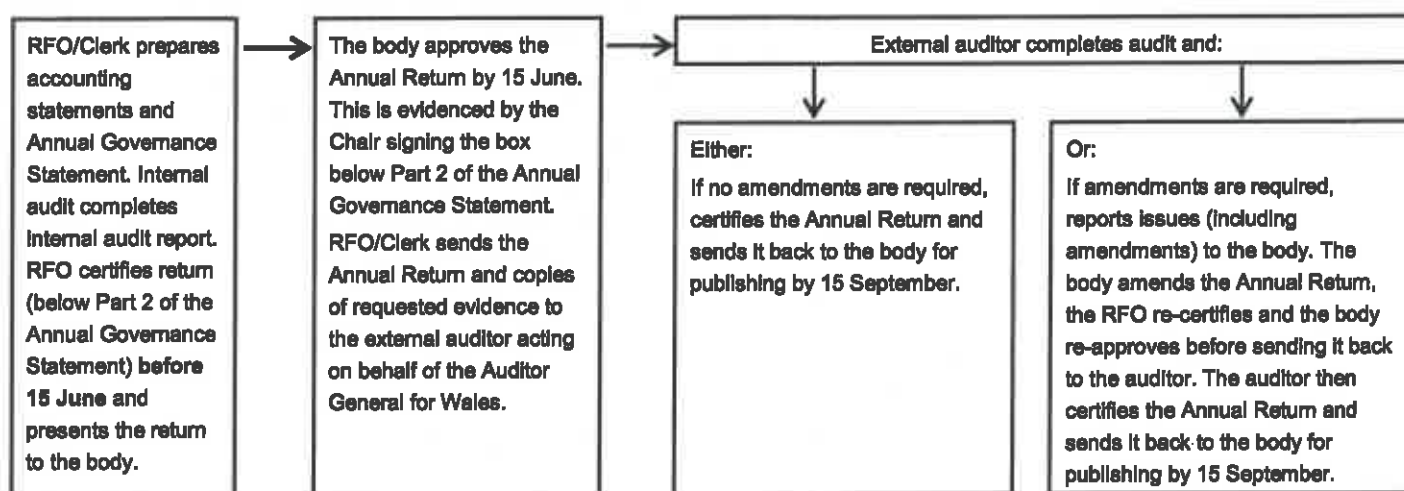 RFO/Clerk prepares
accounting
statements and
Annual Governance
Statement. Internal
audit completes
internal audit report.
RFO certifies return
(below Part 2 of the
Annual Governance
Statement) before
15 June and
presents the return
to the body.
The body approves the
Annual Return by 15 June.
This is evidenced by the
Chair signing the box
below Part 2 of the Annual
Governance Statement.
RFO/Clerk sends the
Annual Return and copies
of requested evidence to
the external auditor acting
on behalf of the Auditor
General for Wales.
External auditor completes audit and:
Either:
If no amendments are required,
certifies the Annual Return and
sends it back to the body for
publishing by 15 September.
Or:
If amendments are required,
reports issues (including
amendments) to the body. The
body amends the Annual Return,
the RFO re-certifies and the body
re-approves before sending it back
to the auditor. The auditor then
certifies the Annual Return and
sends it back to the body for
publishing by 15 September.